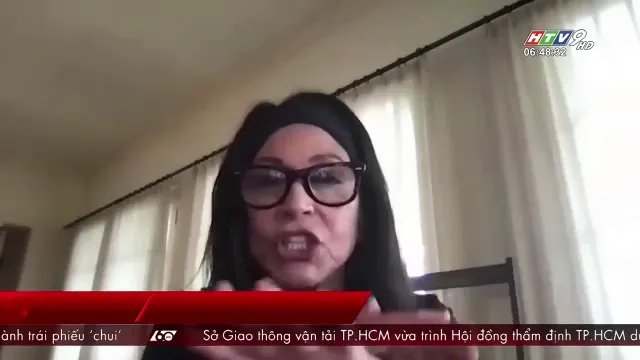 HTV9 HD
06:48:32
ành trái phiếu ‘chui’ 60 Sở Giao thông vận tải TP.HCM vừa trình Hội đồng thẩm định TP.HCM d